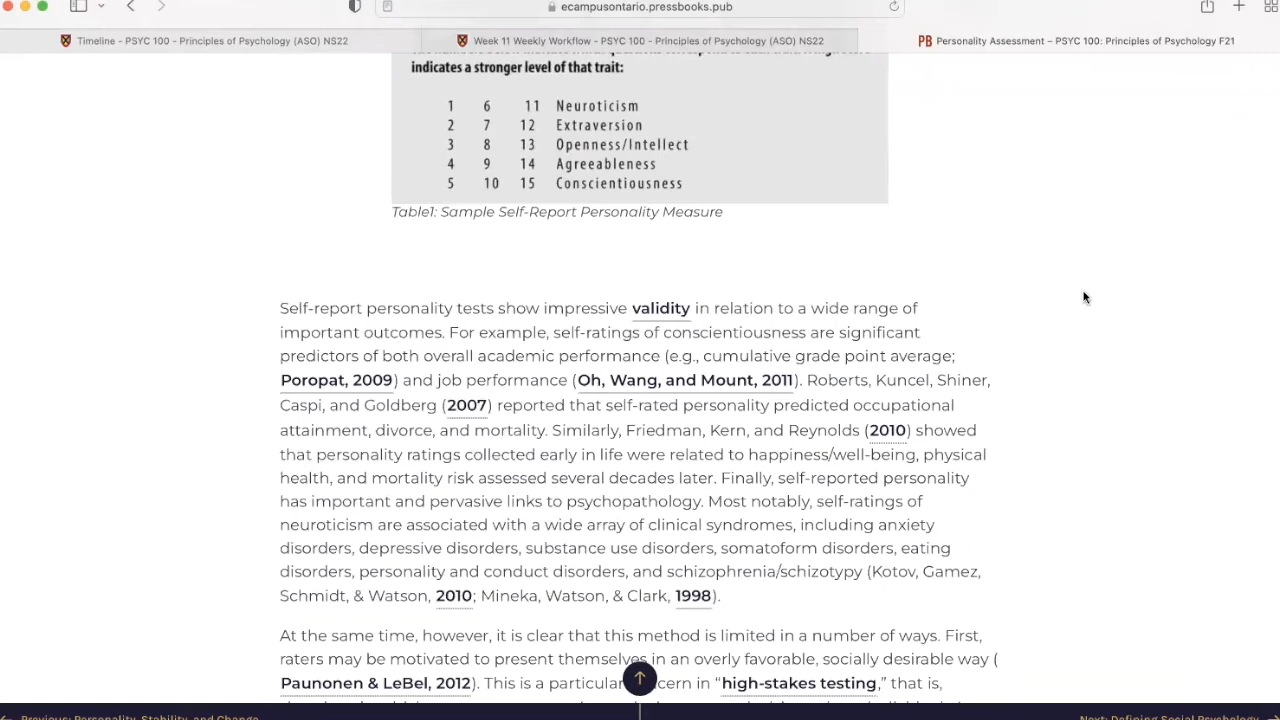 ecampusontario.pressbooks.pub
Timeline – PSYC 100 - Principles of Psychology (ASO) NS22
Week 11 Weekly Workflow - PSYC 100 - Principles of Psychology (ASO) NS22
PB Personality Assessment – PSYC 100: Principles of Psychology F21
indicates a stronger level of that trait:
1 6 11 Neuroticism
2 7 12 Extraversion
3 8 13 Openness/Intellect
4 9 14 Agreeableness
5 10 15 Conscientiousness
Table1: Sample Self-Report Personality Measure
Self-report personality tests show impressive validity in relation to a wide range of
important outcomes. For example, self-ratings of conscientiousness are significant
predictors of both overall academic performance (e.g., cumulative grade point average;
Poropat, 2009) and job performance (Oh, Wang, and Mount, 2011). Roberts, Kuncel, Shiner,
Caspi, and Goldberg (2007) reported that self-rated personality predicted occupational
attainment, divorce, and mortality. Similarly, Friedman, Kern, and Reynolds (2010) showed
that personality ratings collected early in life were related to happiness/well-being, physical
health, and mortality risk assessed several decades later. Finally, self-reported personality
has important and pervasive links to psychopathology. Most notably, self-ratings of
neuroticism are associated with a wide array of clinical syndromes, including anxiety
disorders, depressive disorders, substance use disorders, somatoform disorders, eating
disorders, personality and conduct disorders, and schizophrenia/schizotypy (Kotov, Gamez,
Schmidt, & Watson, 2010; Mineka, Watson, & Clark, 1998).
At the same time, however, it is clear that this method is limited in a number of ways. First,
raters may be motivated to present themselves in an overly favorable, socially desirable way (
Paunonen & LeBel, 2012). This is a particular in “high-stakes testing,” that is,
← Previous: Personality, Stability, and Change
Next: Defining Social Psychology →